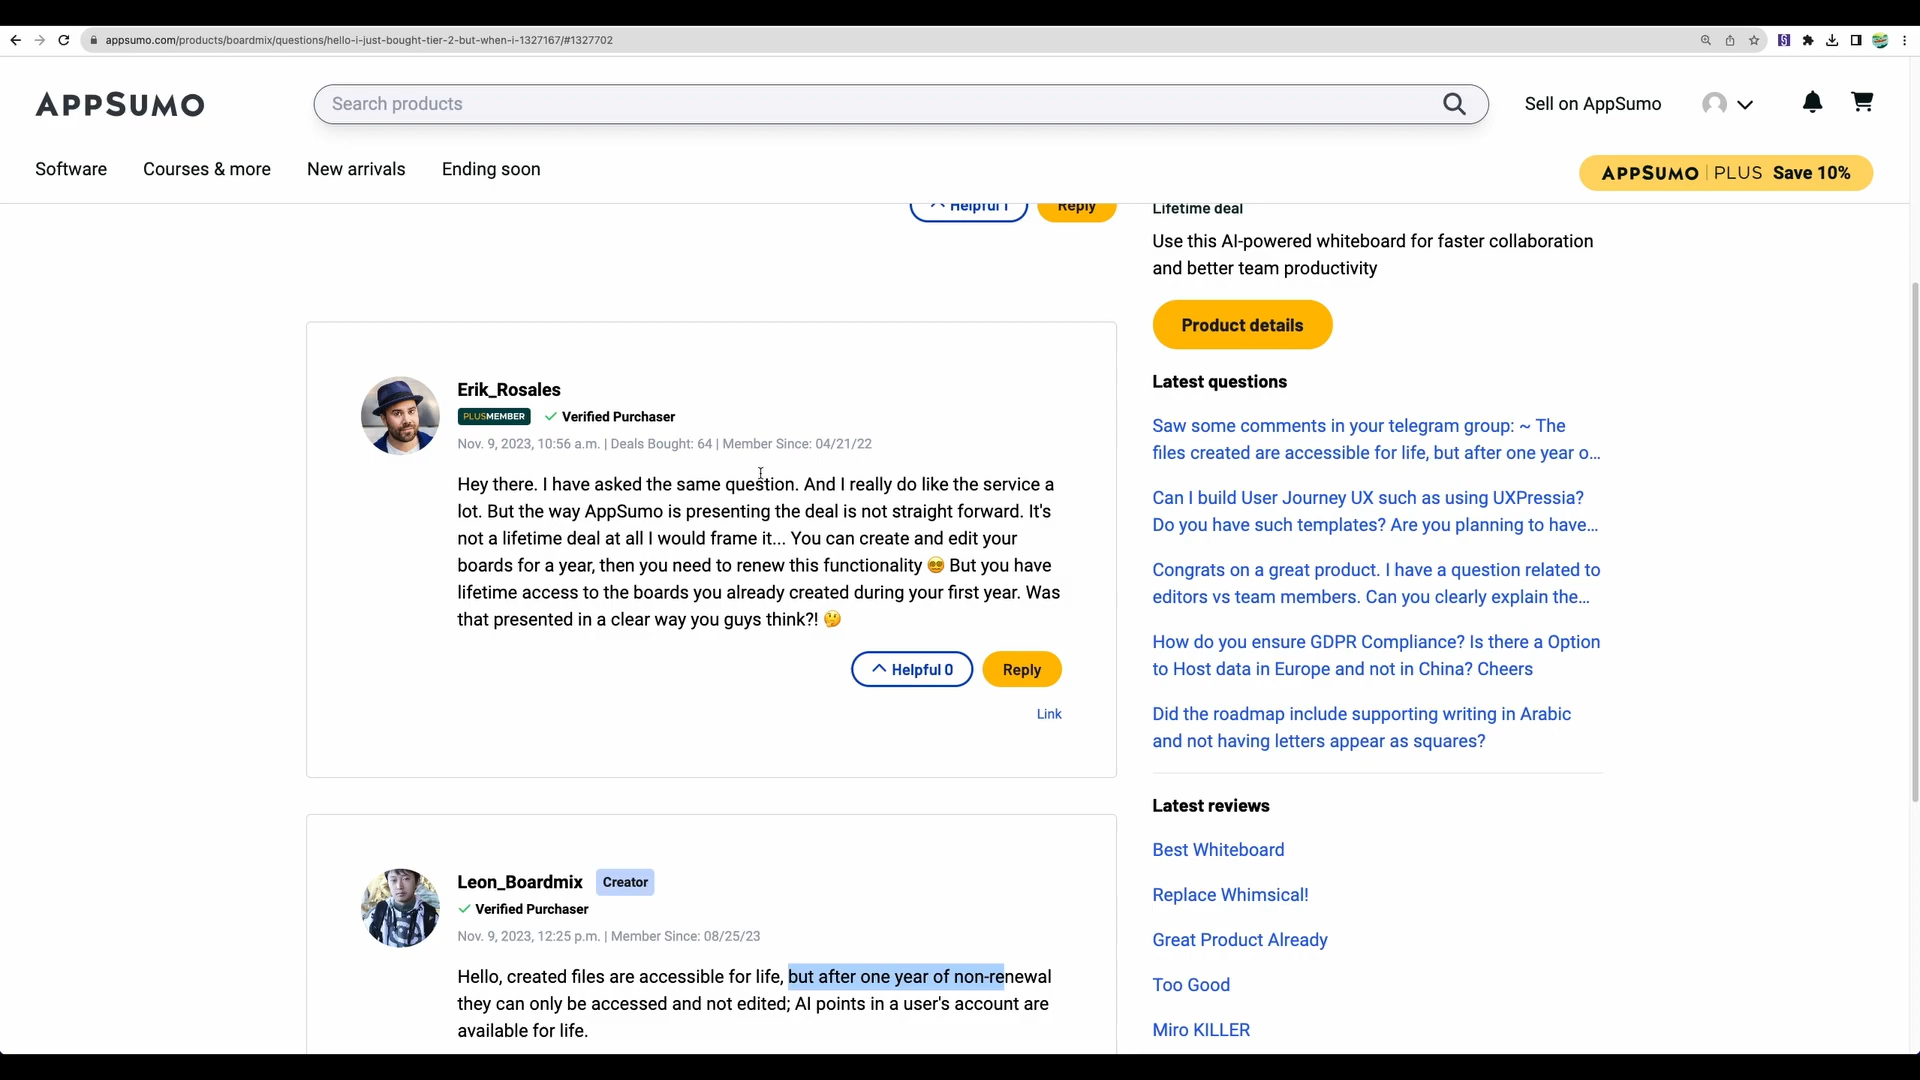 appsumo.com/products/boardmix/questions/hello-i-just-bought-tier-2-but-when-i-1327167/#1327702
APPSUMO
Search products
Sell on AppSumo
Software
Courses & more
New arrivals
Ending soon
APPSUMO | PLUS Save 10%
Helpful 1
Reply
Lifetime deal
Use this AI-powered whiteboard for faster collaboration
and better team productivity
Product details
Erik_Rosales
PLUSMEMBER
Verified Purchaser
Nov. 9, 2023, 10:56 a.m. | Deals Bought: 64 | Member Since: 04/21/22
Hey there. I have asked the same question. And I really do like the service a
lot. But the way AppSumo is presenting the deal is not straight forward. It's
not a lifetime deal at all I would frame it... You can create and edit your
boards for a year, then you need to renew this functionality 😵‍💫 But you have
lifetime access to the boards you already created during your first year. Was
that presented in a clear way you guys think?! 🤔
Helpful 0
Reply
Link
Leon_Boardmix
Creator
Verified Purchaser
Nov. 9, 2023, 12:25 p.m. | Member Since: 08/25/23
Hello, created files are accessible for life, but after one year of non-renewal
they can only be accessed and not edited; AI points in a user's account are
available for life.
Latest questions
Saw some comments in your telegram group: ~ The
files created are accessible for life, but after one year o...
Can I build User Journey UX such as using UXPressia?
Do you have such templates? Are you planning to have...
Congrats on a great product. I have a question related to
editors vs team members. Can you clearly explain the...
How do you ensure GDPR Compliance? Is there a Option
to Host data in Europe and not in China? Cheers
Did the roadmap include supporting writing in Arabic
and not having letters appear as squares?
Latest reviews
Best Whiteboard
Replace Whimsical!
Great Product Already
Too Good
Miro KILLER